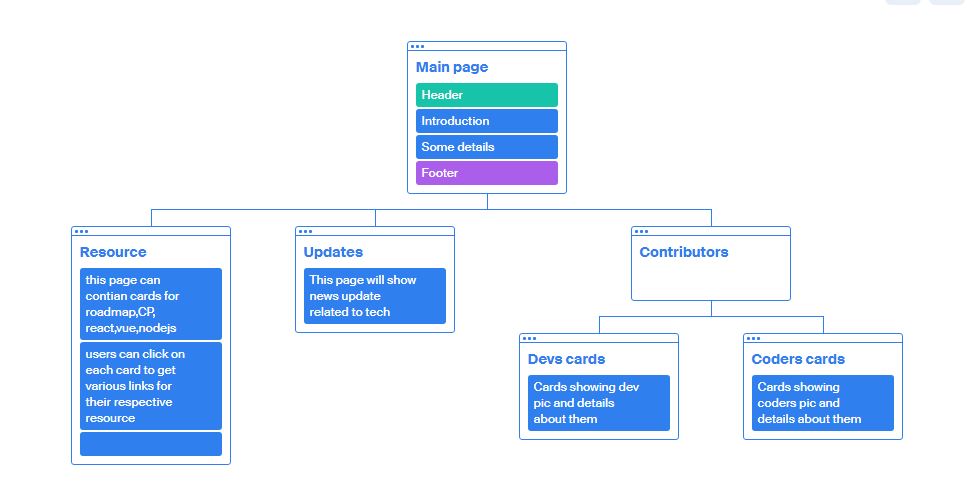 Main page
Header
Introduction
Some details
Footer
Resource
this page can
contian cards for
roadmap,CP,
react,vue,nodejs
users can click on
each card to get
various links for
their respective
resource
Updates
This page will show
news update
related to tech
Contributors
Devs cards
Cards showing dev
pic and details
about them
Coders cards
Cards showing
coders pic and
details about them